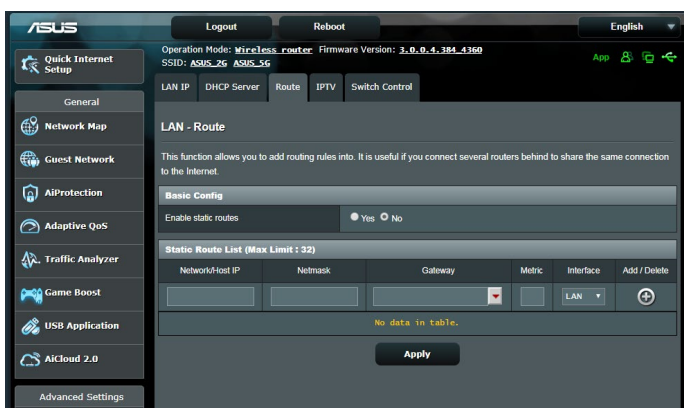 ASUS
Logout
Reboot
English
Quick Internet
Setup
General
Network Map
Guest Network
AiProtection
Adaptive QoS
Traffic Analyzer
Game Boost
USB Application
AiCloud 2.0
Advanced Settings
Operation Mode: Wireless router Firmware Version: 3.0.0.4.384_4360
SSID: ASUS_2G ASUS_5G
App
LAN IP
DHCP Server
Route
IPTV
Switch Control
LAN - Route
This function allows you to add routing rules into. It is useful if you connect several routers behind to share the same connection
to the Internet.
Basic Config
Enable static routes
Yes No
Static Route List (Max Limit : 32)
Network/Host IP
Netmask
Gateway
Metric
Interface
Add / Delete
LAN
No data in table.
Apply